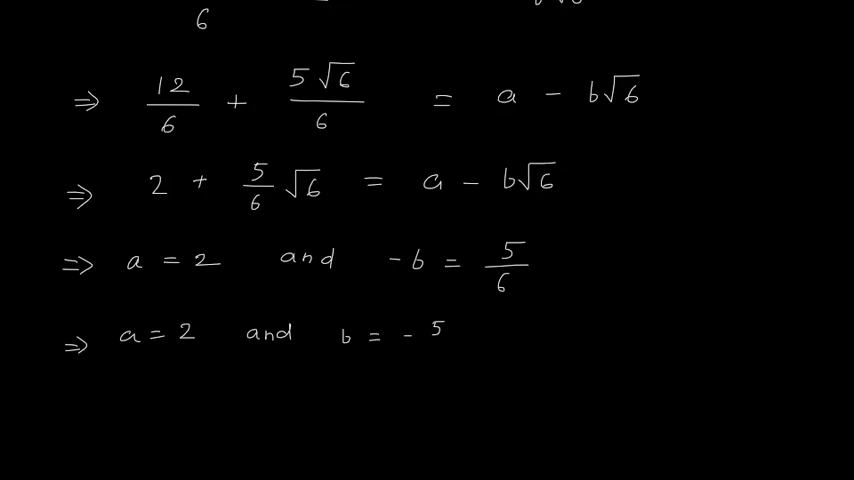 6
⇒ 12/6 + 5√6/6 = a - b√6
⇒ 2 + 5/6 √6 = a - b√6
⇒ a = 2 and -b = 5/6
⇒ a = 2 and b = - 5